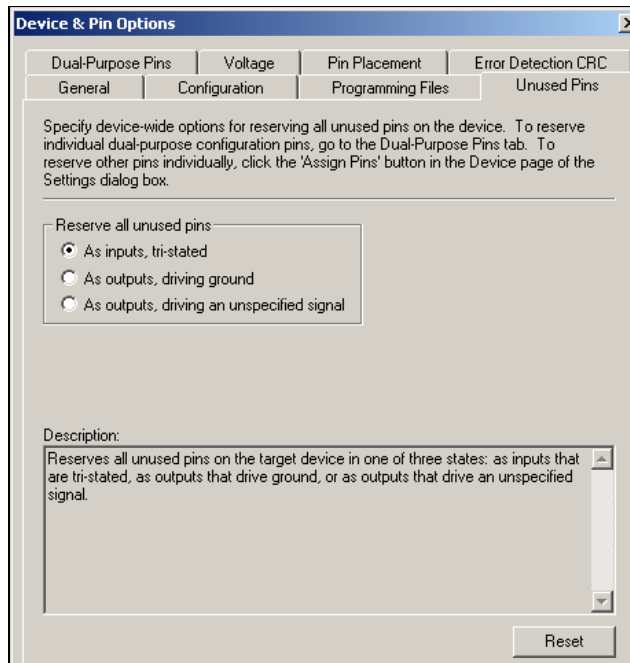 Device & Pin Options
Dual-Purpose Pins
Voltage
Pin Placement
Error Detection CRC
General
Configuration
Programming Files
Unused Pins
Specify device-wide options for reserving all unused pins on the device. To reserve
individual dual-purpose configuration pins, go to the Dual-Purpose Pins tab. To
reserve other pins individually, click the 'Assign Pins' button in the Device page of the
Settings dialog box.
Reserve all unused pins
As inputs, tri-stated
As outputs, driving ground
As outputs, driving an unspecified signal
Description:
Reserves all unused pins on the target device in one of three states: as inputs that
are tri-stated, as outputs that drive ground, or as outputs that drive an unspecified
signal.
Reset